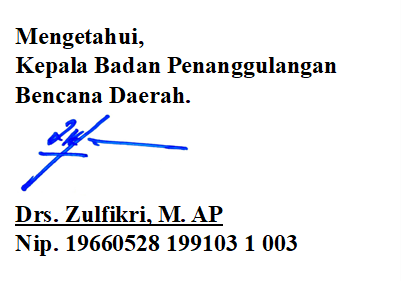 Mengetahui,
Kepala Badan Penanggulangan
Bencana Daerah.
Drs. Zulfikri, M. AP
Nip. 19660528 199103 1 003